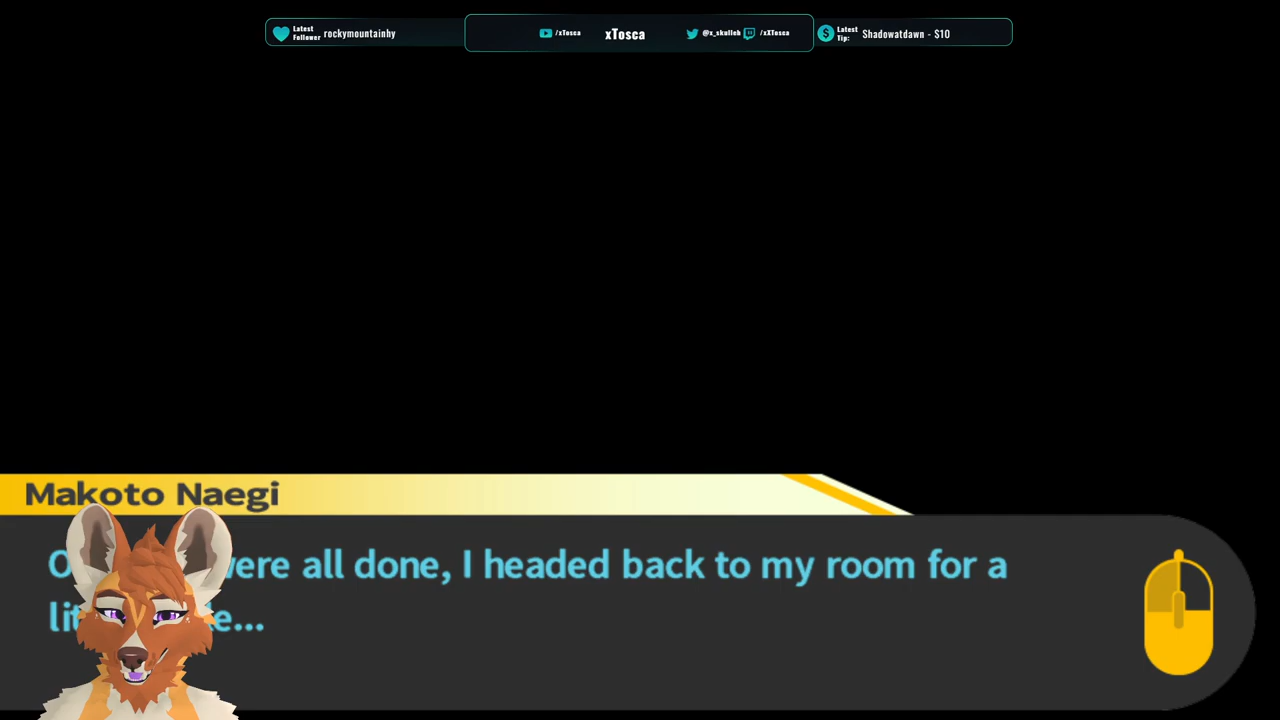 Latest
Follower rockymountainhy
/xTosca
xTosca
@x_skulleh
/xXTosca
Latest
Tip: Shadowatdawn - $10
Makoto Naegi
were all done, I headed back to my room for a